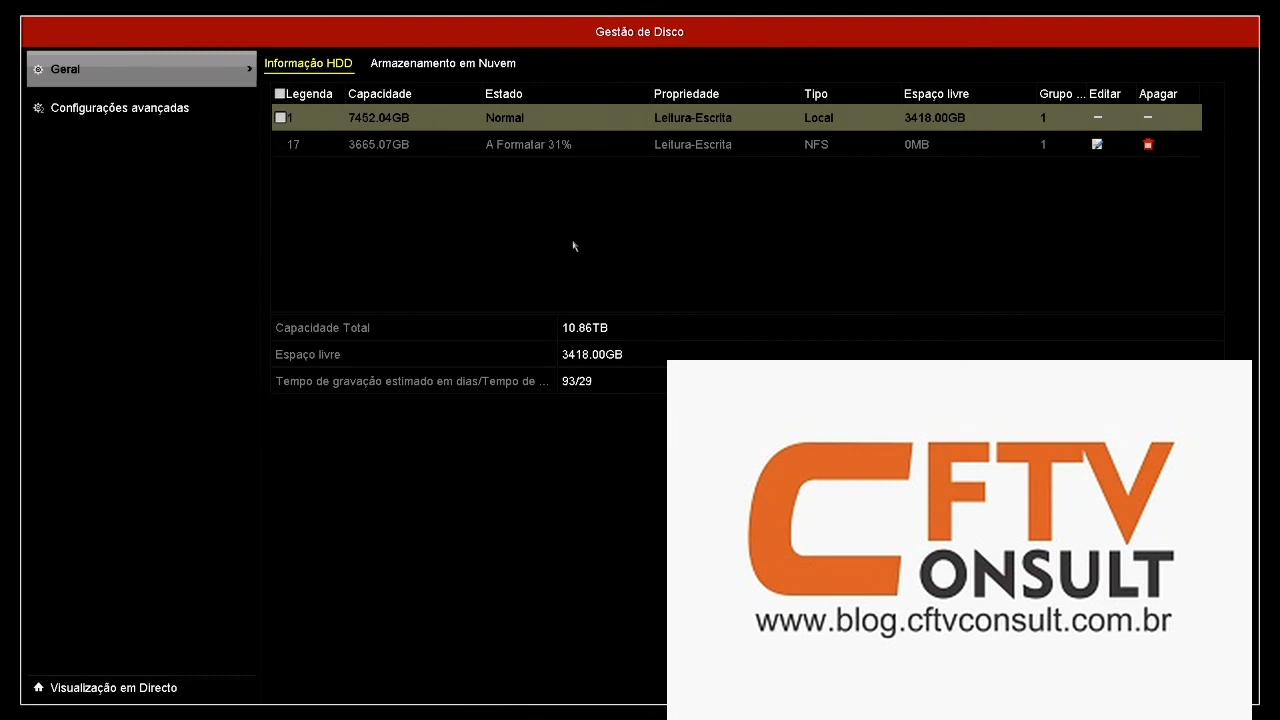 Gestão de Disco
Geral
Configurações avançadas
Informação HDD Armazenamento em Nuvem
Legenda Capacidade Estado Propriedade Tipo Espaço livre Grupo ... Editar Apagar
1 7452.04GB Normal Leitura-Escrita Local 3418.00GB 1 — —
17 3665.07GB A Formatar 31% Leitura-Escrita NFS 0MB 1
Capacidade Total 10.86TB
Espaço livre 3418.00GB
Tempo de gravação estimado em dias/Tempo de ... 93/29
CFTV
CONSULT
www.blog.cftvconsult.com.br
Visualização em Directo